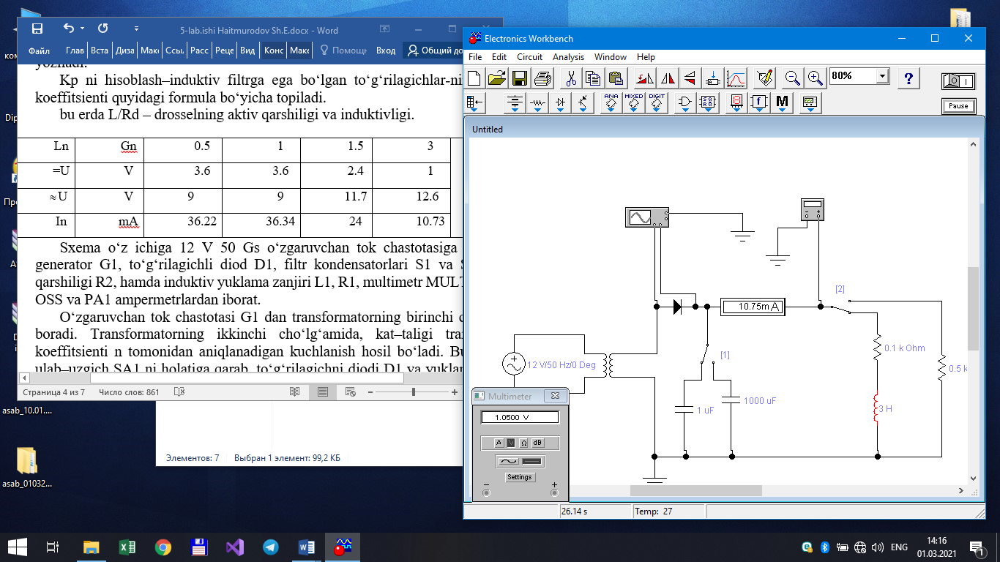 5-lab.ishi Haitmurodov Sh.E.docx - Word
Файл Глав Вста Диза Маке Ссы. Расс Реце Вид Конс Маке Помощь Вход Общий до
yoziladi.
Kp ni hisoblash–induktiv filtrga ega bo‘lgan to‘g‘rilagichlar-ni
koeffitsienti quyidagi formula bo‘yicha topiladi.
bu erda L/Rd – drosselning aktiv qarshiligi va induktivligi.
Ln Gn 0.5 1 1.5 3
=U V 3.6 3.6 2.4 1
≈U V 9 9 11.7 12.6
In mA 36.22 36.34 24 10.73
Sxema o‘z ichiga 12 V 50 Gs o‘zgaruvchan tok chastotasiga
generator G1, to‘g‘rilagichli diod D1, filtr kondensatorlari S1 va S
qarshiligi R2, hamda induktiv yuklama zanjiri L1, R1, multimetr MULT
OSS va PA1 ampermetrlardan iborat.
O‘zgaruvchan tok chastotasi G1 dan transformatorning birinchi c
boradi. Transformatorning ikkinchi cho‘lg‘amida, kat–taligi tra
koeffitsienti n tomonidan aniqlanadigan kuchlanish hosil bo‘ladi. Bu
ulab–uzgich SA1 ni holatiga qarab, to‘g‘rilagichni diodi D1 va yuklam
Страница 4 из 7 Число слов: 861
Элементов: 7 Выбран 1 элемент: 99,2 КБ
asab_10.01....
asab_01032...
Electronics Workbench
File Edit Circuit Analysis Window Help
80%
?
ANA MIXED DIGIT
M
Pause
Untitled
[2]
10.75mA
0.1 k Ohm
12 V/50 Hz/0 Deg
[1]
0.5 k
1 uF
1000 uF
3 H
Multimeter
1.0500 V
A V Ω dB
Settings
26.14 s Temp: 27
ENG
14:16
01.03.2021
1